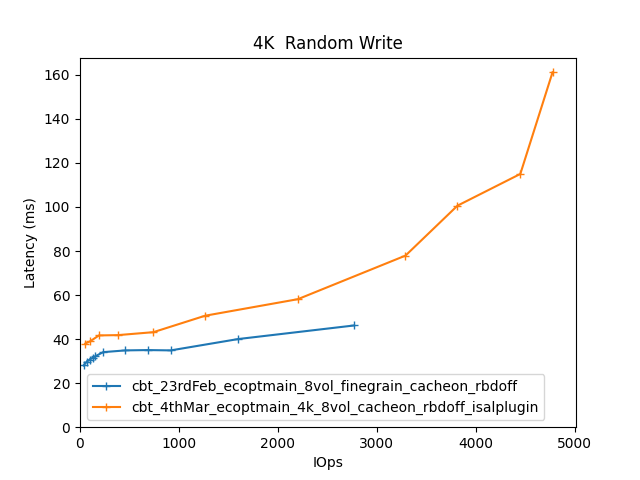 4K  Random Write
Latency (ms)
160
140
120
100
80
60
40
20
0
cbt_23rdFeb_ecoptmain_8vol_finegrain_cacheon_rbdoff
cbt_4thMar_ecoptmain_4k_8vol_cacheon_rbdoff_isalplugin
0 1000 2000 3000 4000 5000
IOps